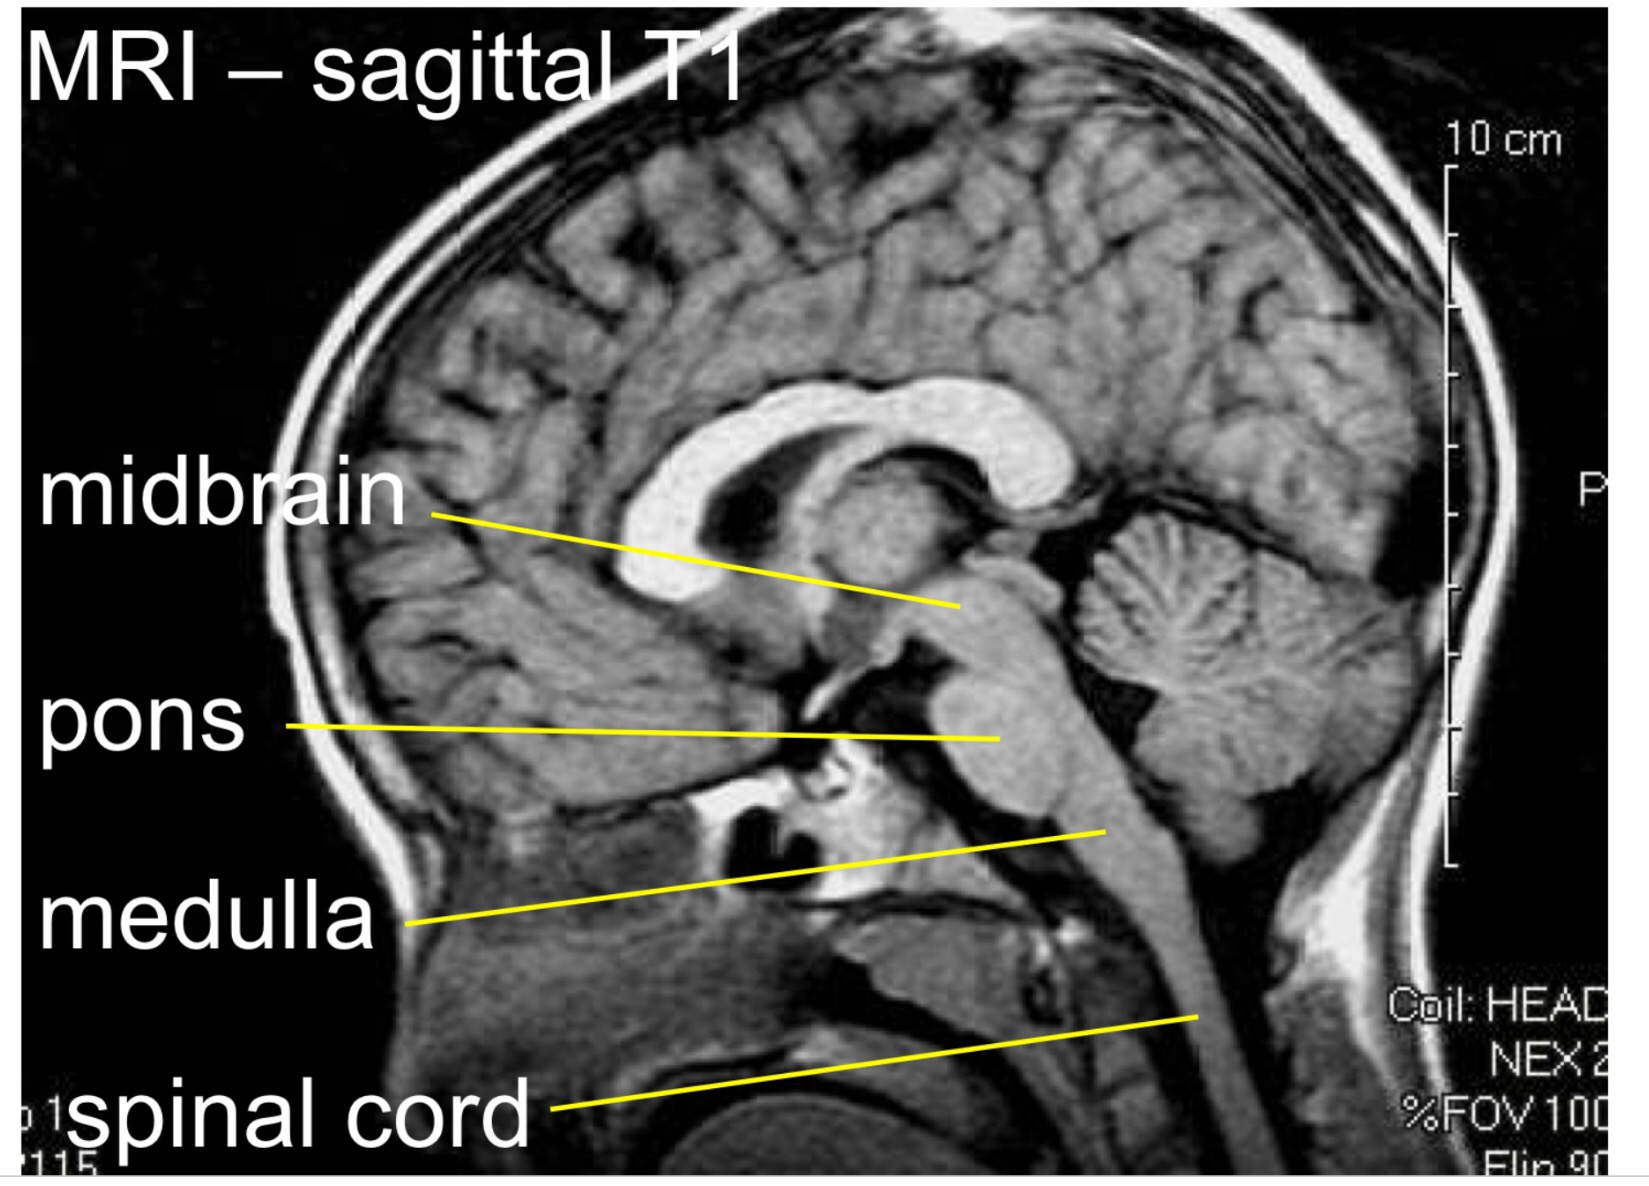 MRI – sagittal T1
10 cm
midbrain
P
pons
medulla
Coil: HEAD
NEX 2
%FOV 100
spinal cord
115
Flip 90